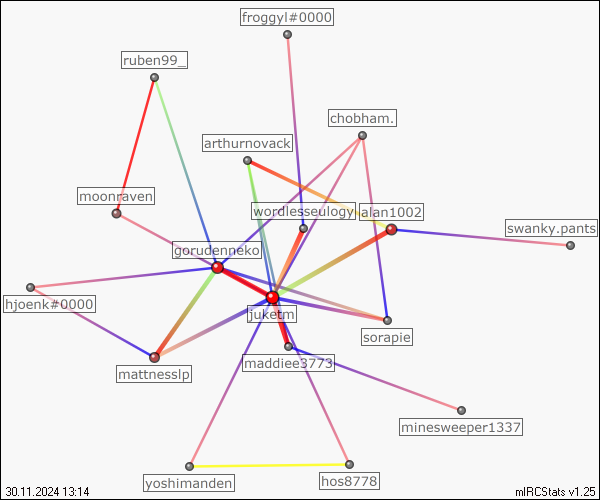 froggyl#0000
ruben99_
chobham.
arthurnovack
moonraven
wordlesseulogy
alan1002
swanky.pants
gorudenneko
hjoenk#0000
juketm
sorapie
maddiee3773
mattnesslp
minesweeper1337
yoshimanden
hos8778
30.11.2024 13:14
mIRCStats v1.25